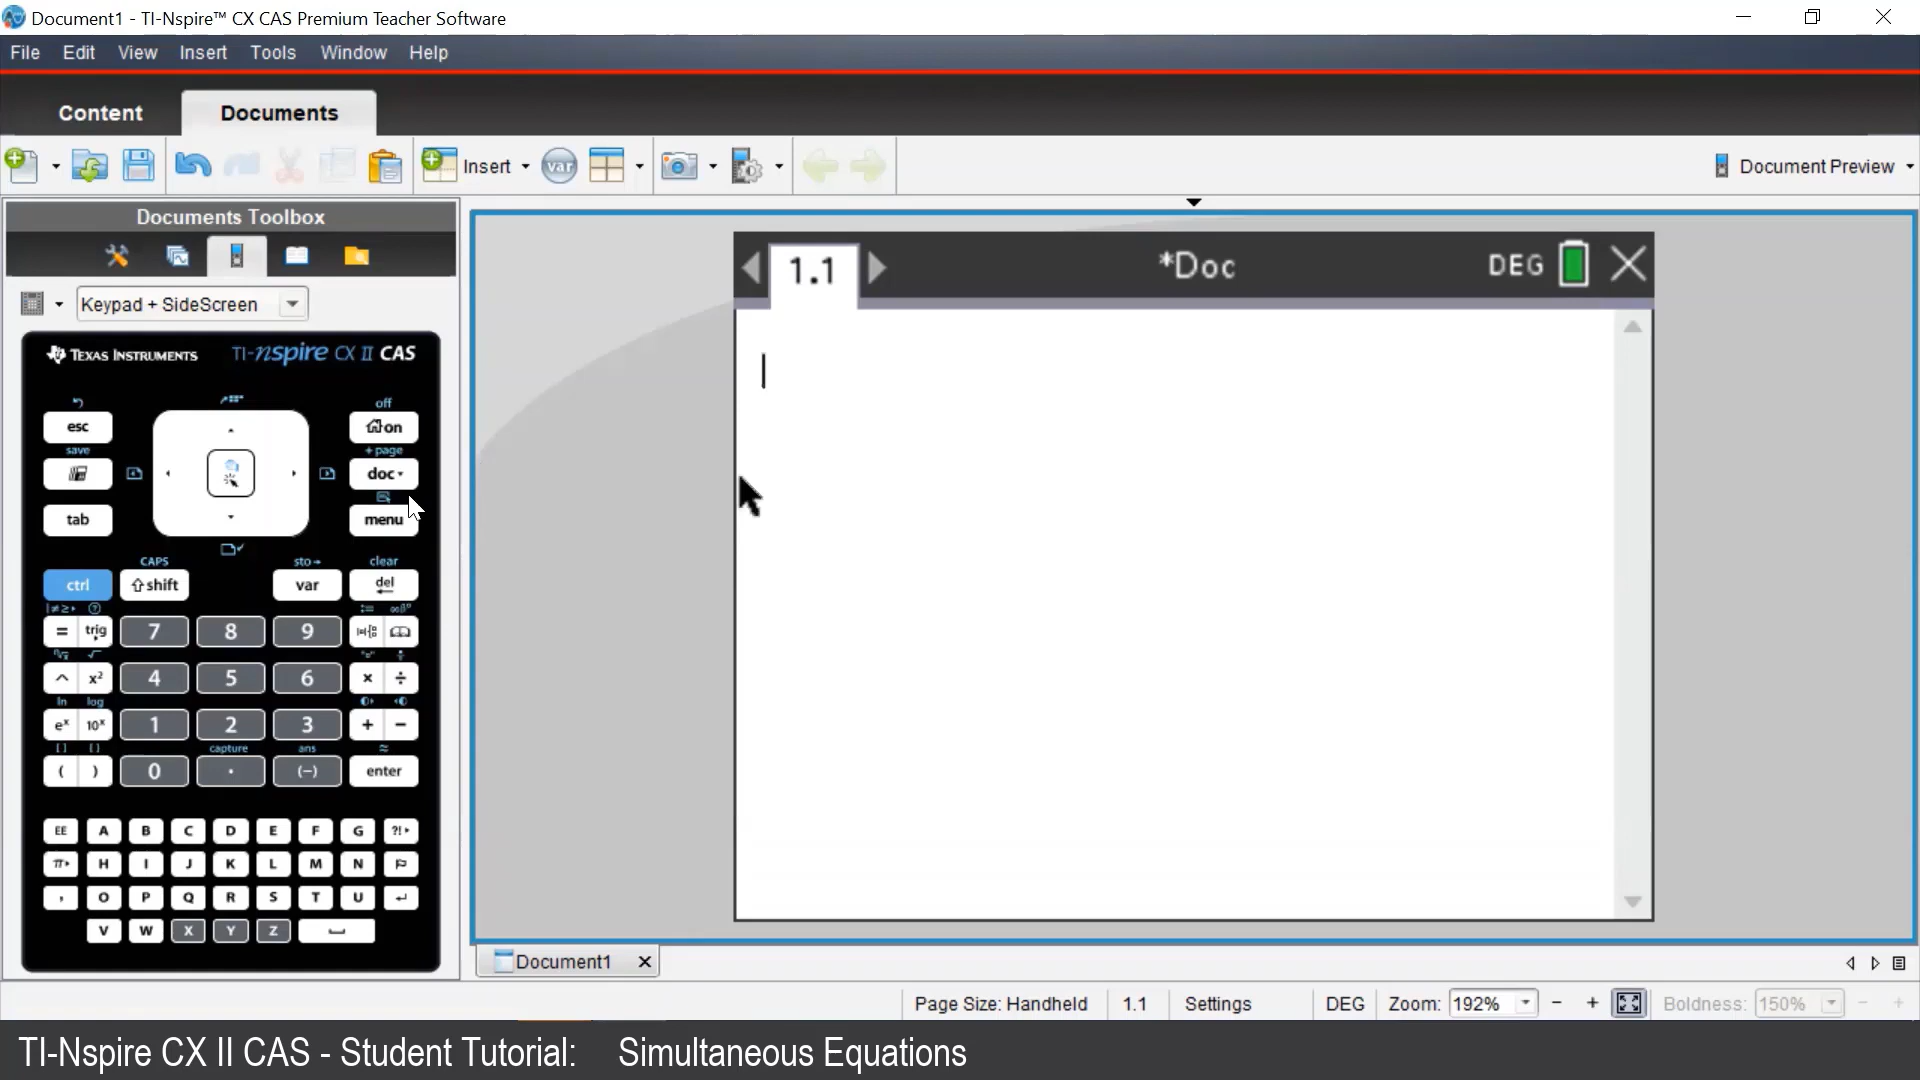 Document1 - TI-Nspire™ CX CAS Premium Teacher Software
File Edit View Insert Tools Window Help
Content Documents
Insert var Document Preview
Documents Toolbox
Keypad + SideScreen
1.1 *Doc DEG
TEXAS INSTRUMENTS TI-nspire CX II CAS
off
esc on
save + page
doc
tab menu
CAPS sto→ clear
ctrl shift var del
= trig 7 8 9
^ x² 4 5 6 × ÷
ln log
eˣ 10ˣ 1 2 3 + −
[ ] { } capture ans ≈
( ) 0 . (−) enter
EE A B C D E F G ?!
π H I J K L M N
, O P Q R S T U
V W X Y Z
Document1
Page Size: Handheld 1.1 Settings DEG Zoom: 192% − + Boldness: 150% − +
TI-Nspire CX II CAS - Student Tutorial: Simultaneous Equations